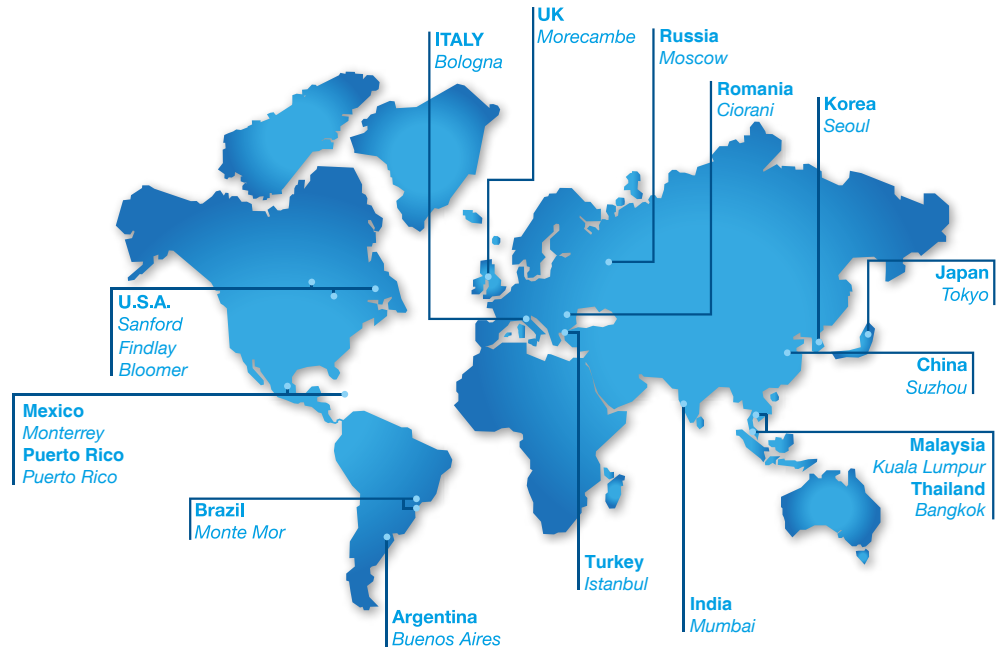 UK
Morecambe
ITALY
Bologna
Russia
Moscow
Romania
Ciorani
Korea
Seoul
Japan
Tokyo
U.S.A.
Sanford
Findlay
Bloomer
China
Suzhou
Mexico
Monterrey
Puerto Rico
Puerto Rico
Malaysia
Kuala Lumpur
Thailand
Bangkok
Brazil
Monte Mor
Turkey
Istanbul
India
Mumbai
Argentina
Buenos Aires